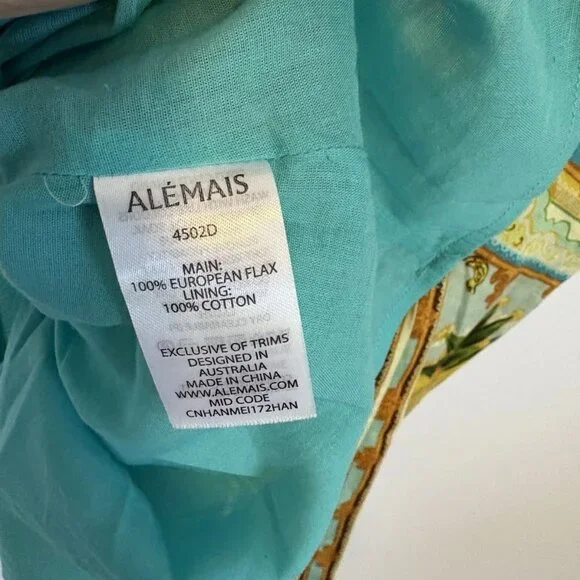 ALÉMAIS
4502D
MAIN:
100% EUROPEAN FLAX
LINING:
100% COTTON
EXCLUSIVE OF TRIMS
DESIGNED IN
AUSTRALIA
MADE IN CHINA
WWW.ALEMAIS.COM
MID CODE
CNHANMEI172HAN